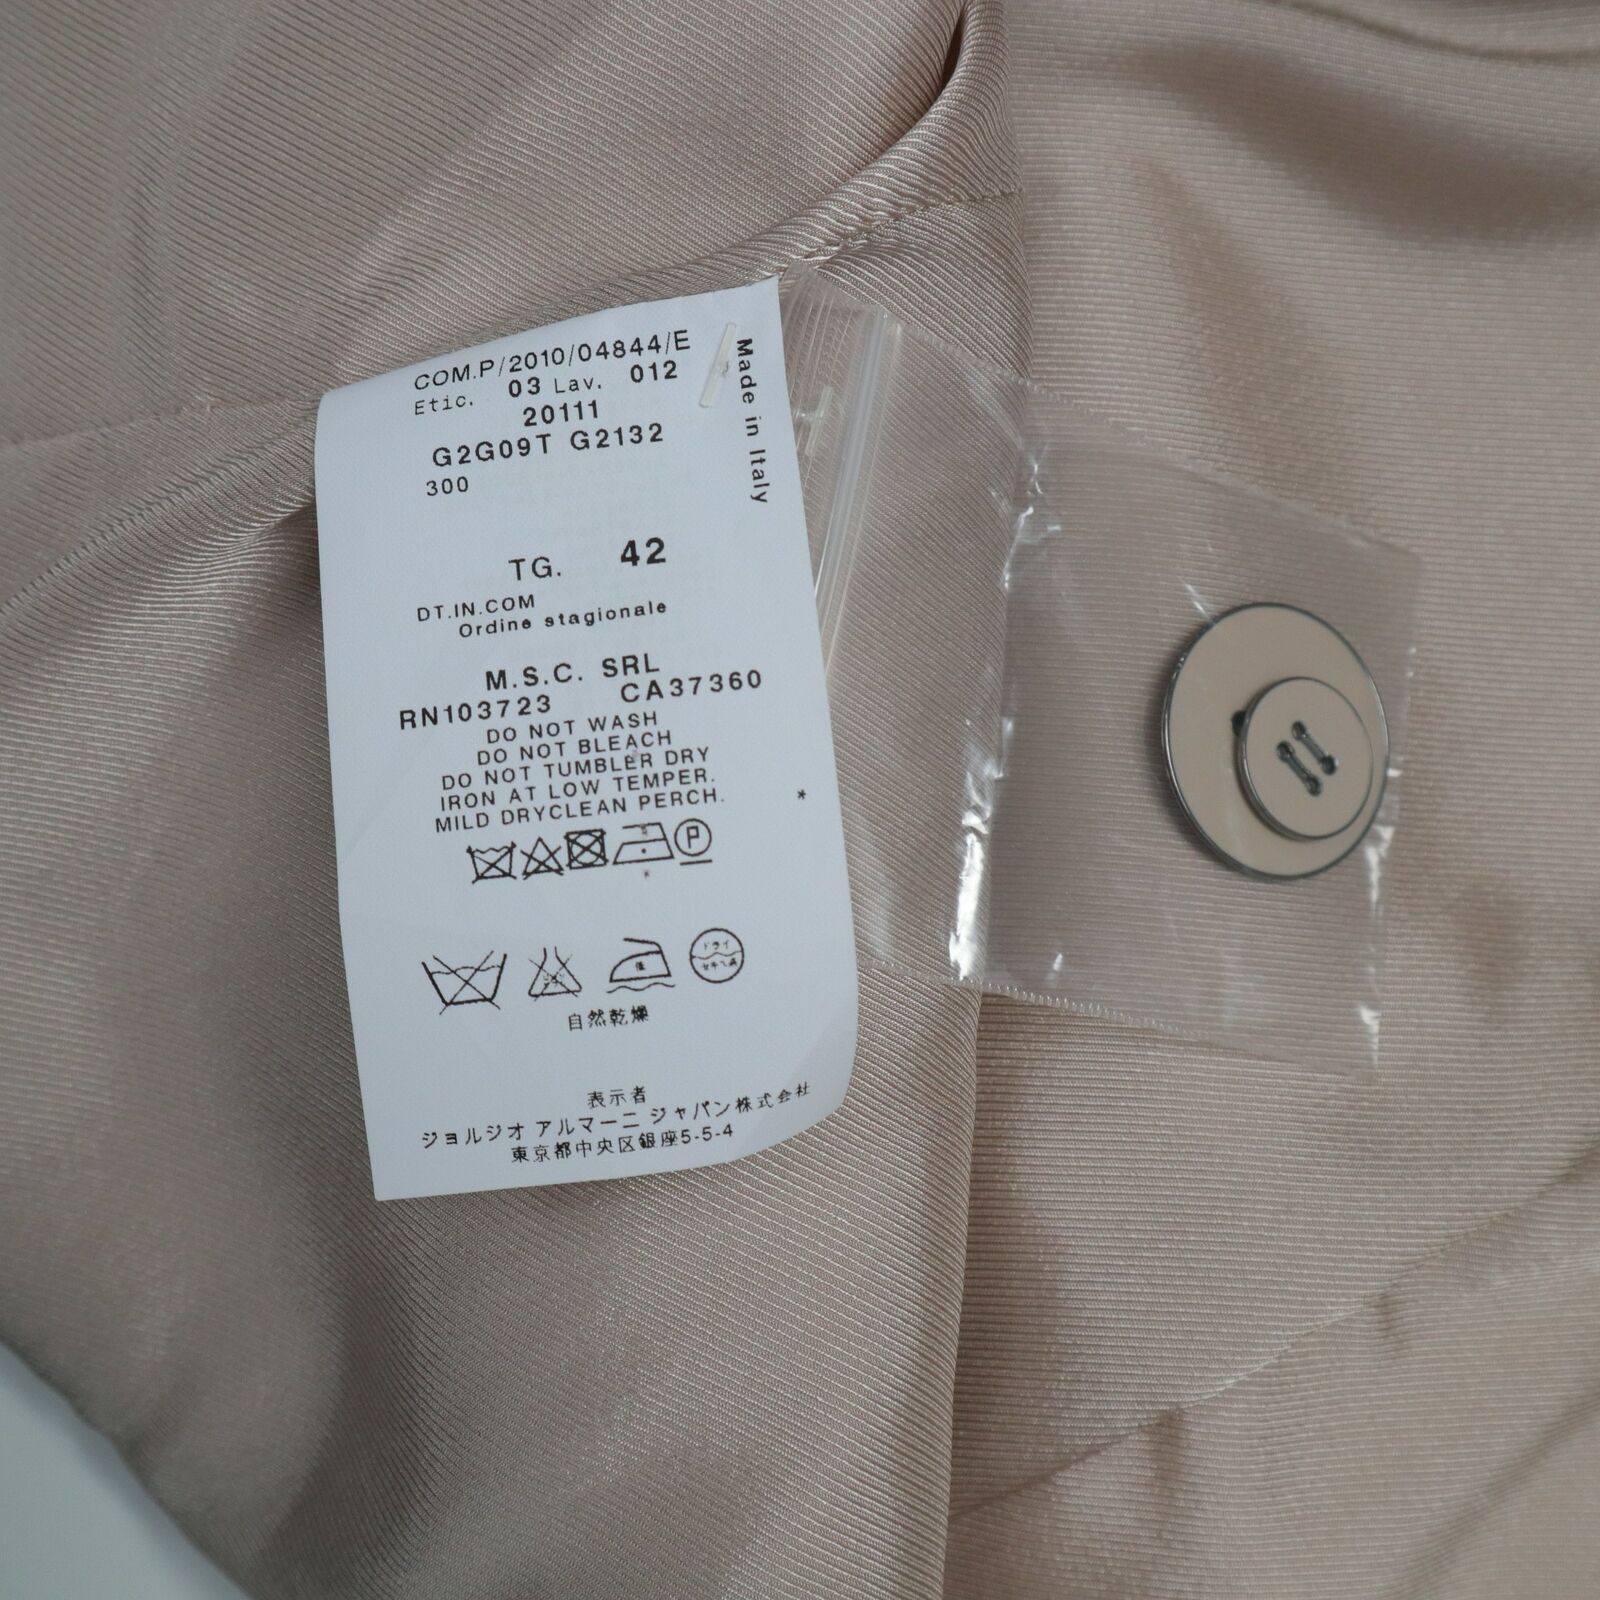 COM.P/2010/04844/E
Etic. 03 Lav. 012
20111
G2G09T G2132
300
Made in Italy
TG. 42
DT.IN.COM
Ordine stagionale
M.S.C. SRL
RN103723 CA37360
DO NOT WASH
DO NOT BLEACH
DO NOT TUMBLER DRY
IRON AT LOW TEMPER.
MILD DRYCLEAN PERCH.
*
P
低
ドライ
自然乾燥
表示者
ジョルジオ アルマーニ ジャパン株式会社
東京都中央区銀座5-5-4